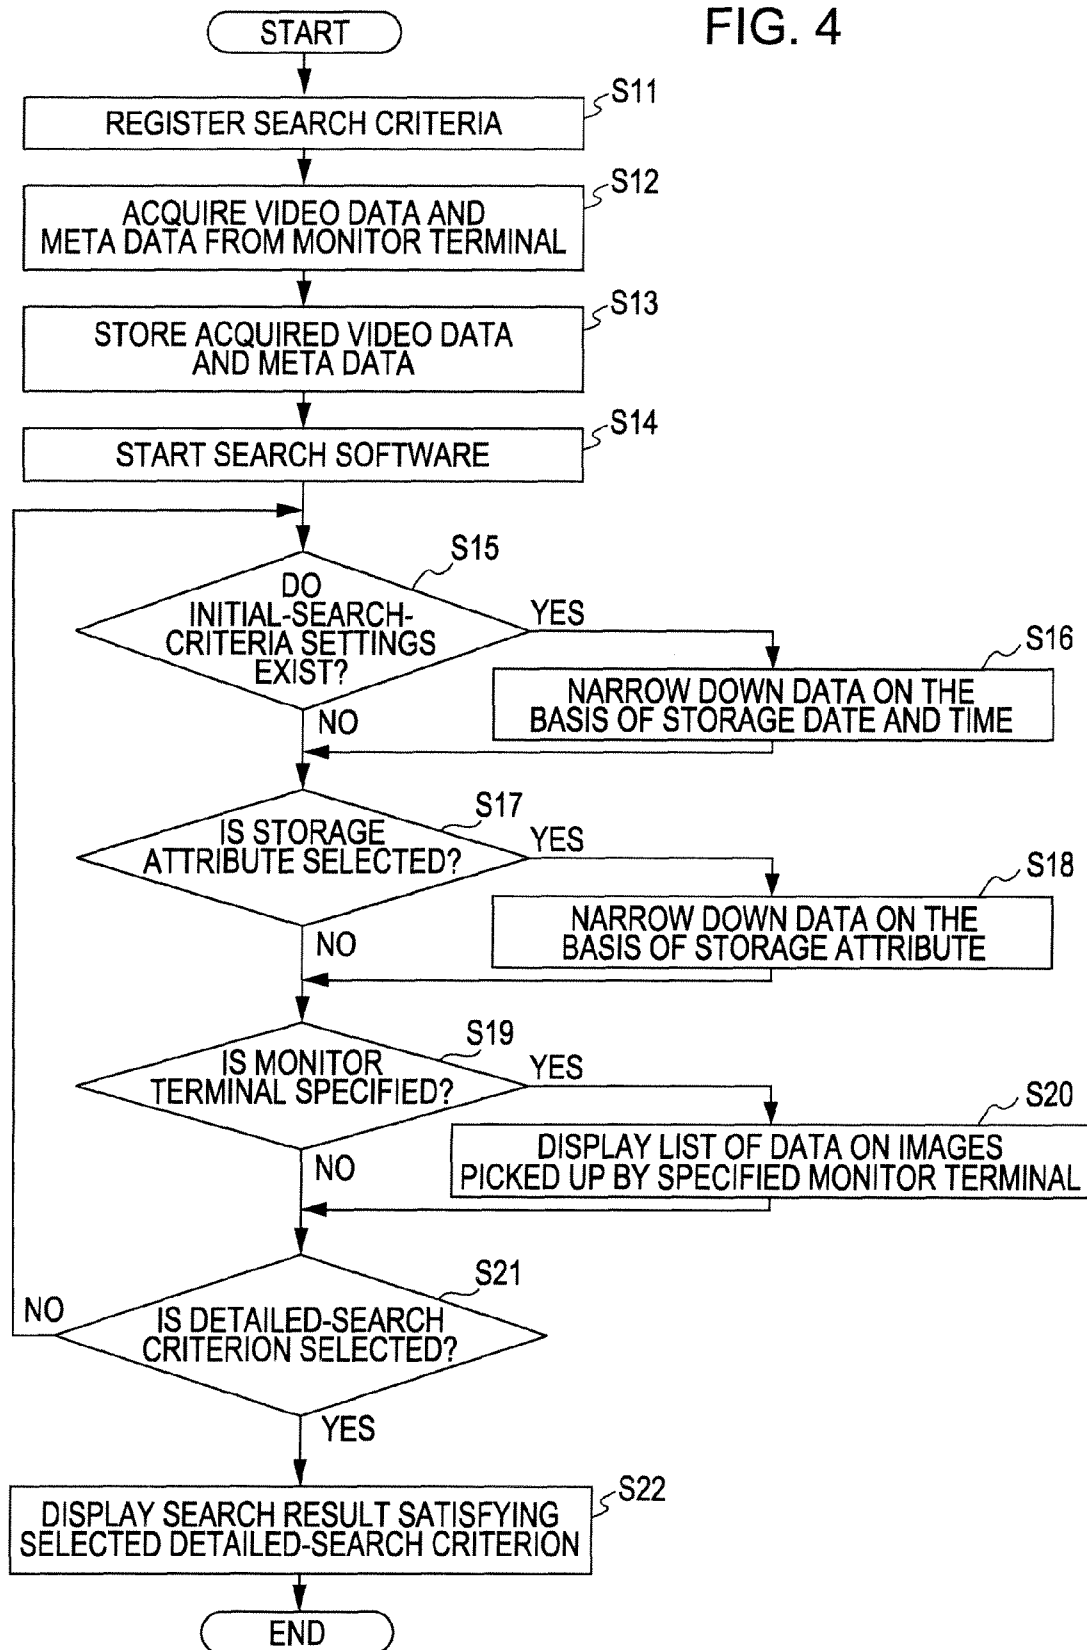 FIG. 4
START
S11
REGISTER SEARCH CRITERIA
S12
ACQUIRE VIDEO DATA AND
META DATA FROM MONITOR TERMINAL
S13
STORE ACQUIRED VIDEO DATA
AND META DATA
S14
START SEARCH SOFTWARE
S15
DO
INITIAL-SEARCH-
CRITERIA SETTINGS
EXIST?
YES
NO
S16
NARROW DOWN DATA ON THE
BASIS OF STORAGE DATE AND TIME
S17
IS STORAGE
ATTRIBUTE SELECTED?
YES
NO
S18
NARROW DOWN DATA ON THE
BASIS OF STORAGE ATTRIBUTE
S19
IS MONITOR
TERMINAL SPECIFIED?
YES
NO
S20
DISPLAY LIST OF DATA ON IMAGES
PICKED UP BY SPECIFIED MONITOR TERMINAL
S21
IS DETAILED-SEARCH
CRITERION SELECTED?
NO
YES
S22
DISPLAY SEARCH RESULT SATISFYING
SELECTED DETAILED-SEARCH CRITERION
END